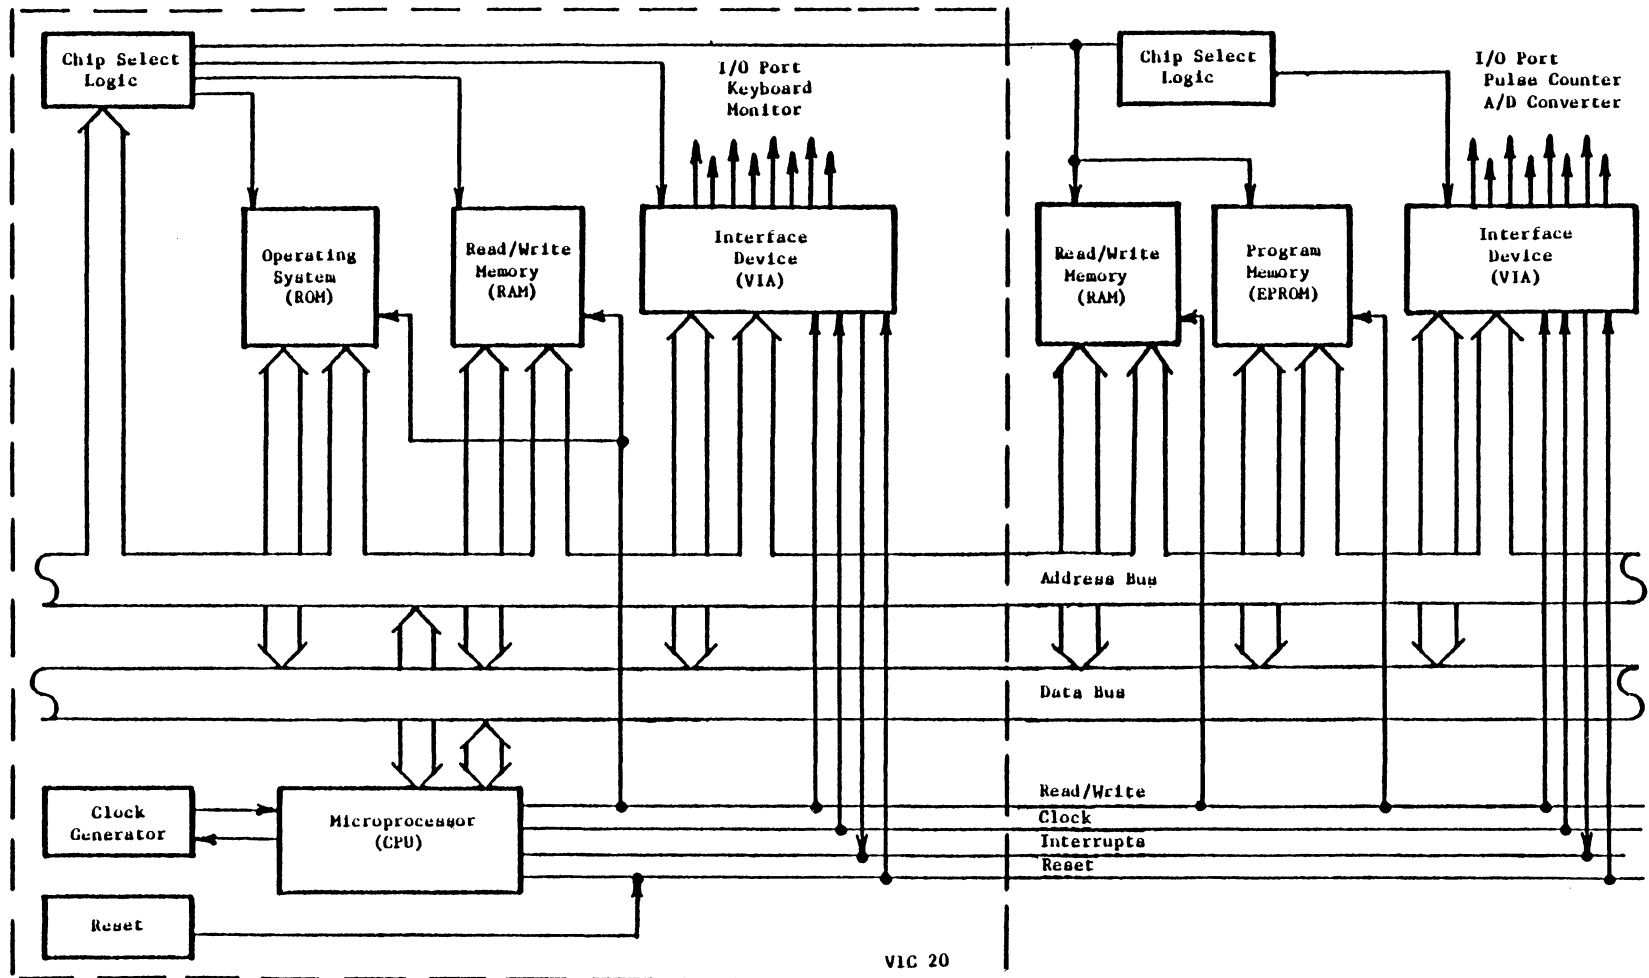 Chip Select
Logic
I/O Port
Keyboard
Monitor
Chip Select
Logic
I/O Port
Pulse Counter
A/D Converter
Operating
System
(ROM)
Read/Write
Memory
(RAM)
Interface
Device
(VIA)
Read/Write
Memory
(RAM)
Program
Memory
(EPROM)
Interface
Device
(VIA)
Address Bus
Data Bus
Clock
Generator
Microprocessor
(CPU)
Read/Write
Clock
Interrupts
Reset
Reset
VIC 20